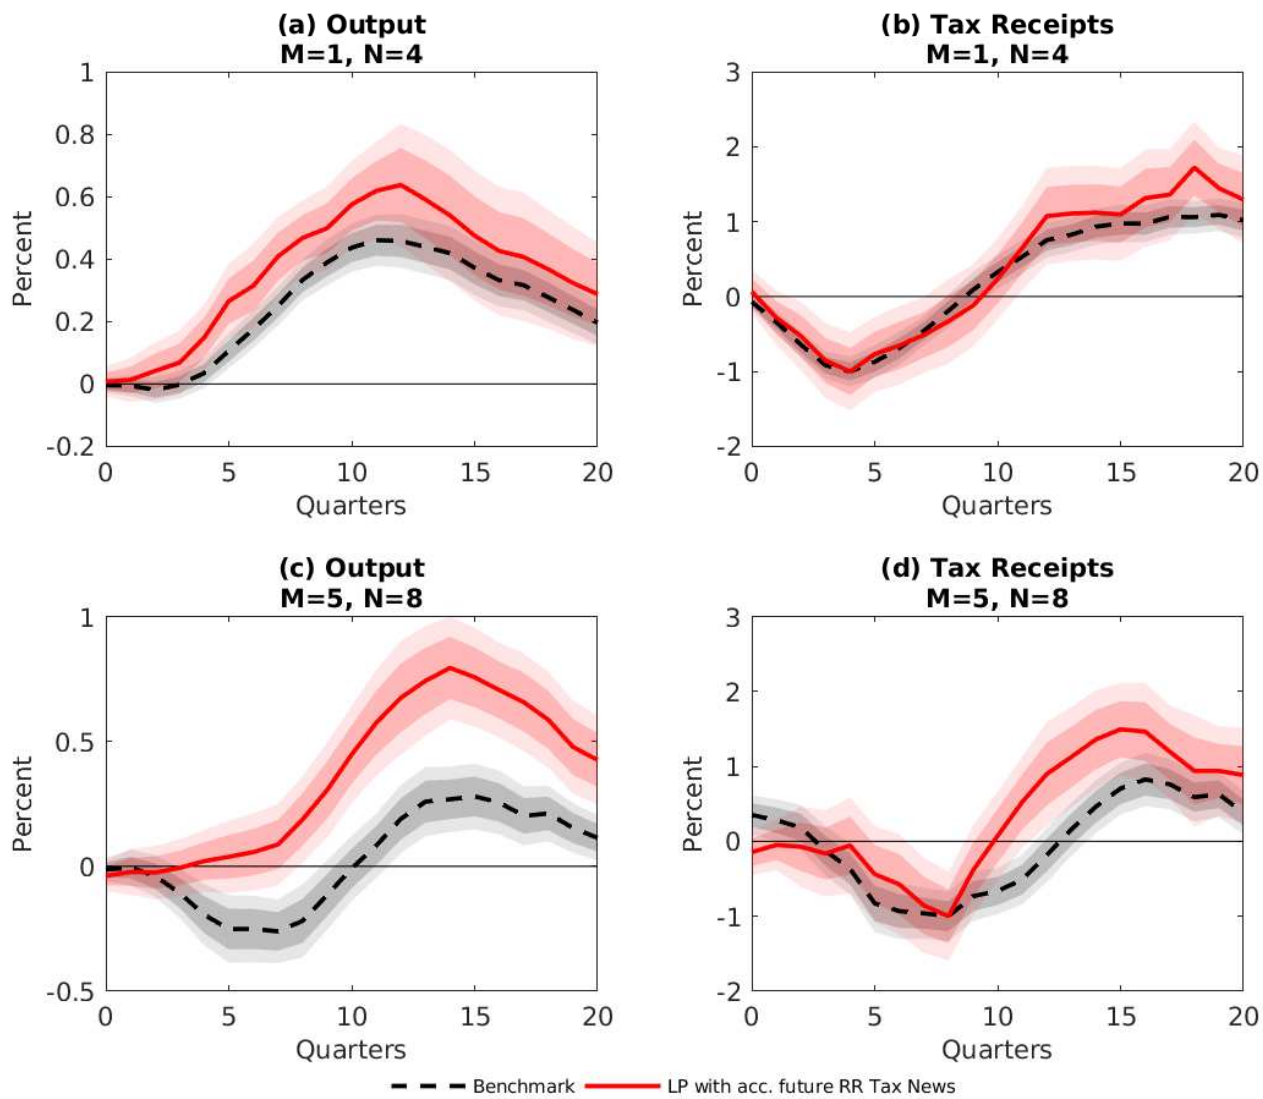 (a) Output
M=1, N=4
1
0.8
0.6
0.4
0.2
0
-0.2
Percent
0 5 10 15 20
Quarters
(b) Tax Receipts
M=1, N=4
3
2
1
0
-1
-2
Percent
0 5 10 15 20
Quarters
(c) Output
M=5, N=8
1
0.5
0
-0.5
Percent
0 5 10 15 20
Quarters
(d) Tax Receipts
M=5, N=8
3
2
1
0
-1
-2
Percent
0 5 10 15 20
Quarters
Benchmark LP with acc. future RR Tax News